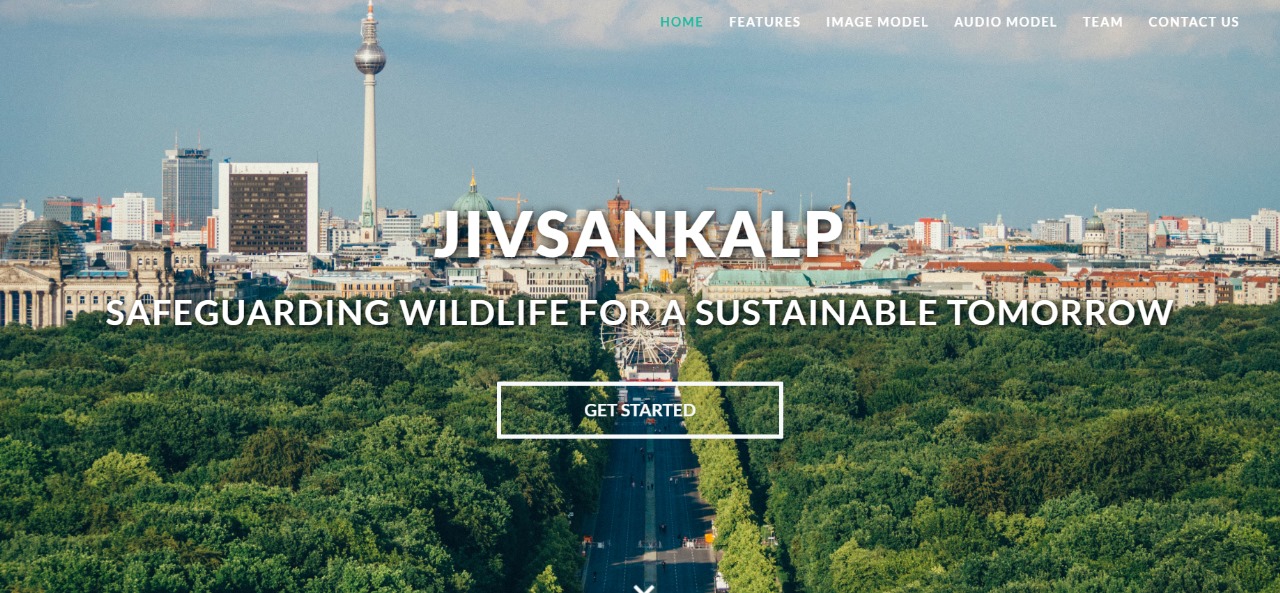 HOME FEATURES IMAGE MODEL AUDIO MODEL TEAM CONTACT US
JIVSANKALP
SAFEGUARDING WILDLIFE FOR A SUSTAINABLE TOMORROW
GET STARTED